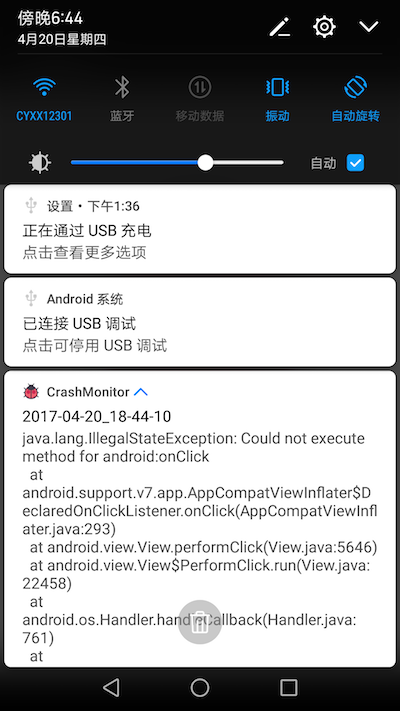 傍晚6:44
4月20日星期四
CYXX12301
蓝牙
移动数据
振动
自动旋转
自动
设置 • 下午1:36
正在通过 USB 充电
点击查看更多选项
Android 系统
已连接 USB 调试
点击可停用 USB 调试
CrashMonitor
2017-04-20_18-44-10
java.lang.IllegalStateException: Could not execute
method for android:onClick
at
android.support.v7.app.AppCompatViewInflater$D
eclaredOnClickListener.onClick(AppCompatViewInfl
ater.java:293)
at android.view.View.performClick(View.java:5646)
at android.view.View$PerformClick.run(View.java:
22458)
at
android.os.Handler.handleCallback(Handler.java:
761)
at